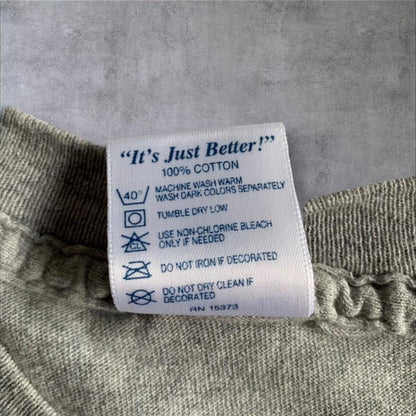 "It's Just Better!"
100% COTTON
40° MACHINE WASH WARM
WASH DARK COLORS SEPARATELY
TUMBLE DRY LOW
CL USE NON-CHLORINE BLEACH
ONLY IF NEEDED
DO NOT IRON IF DECORATED
DO NOT DRY CLEAN IF
DECORATED
RN 15373